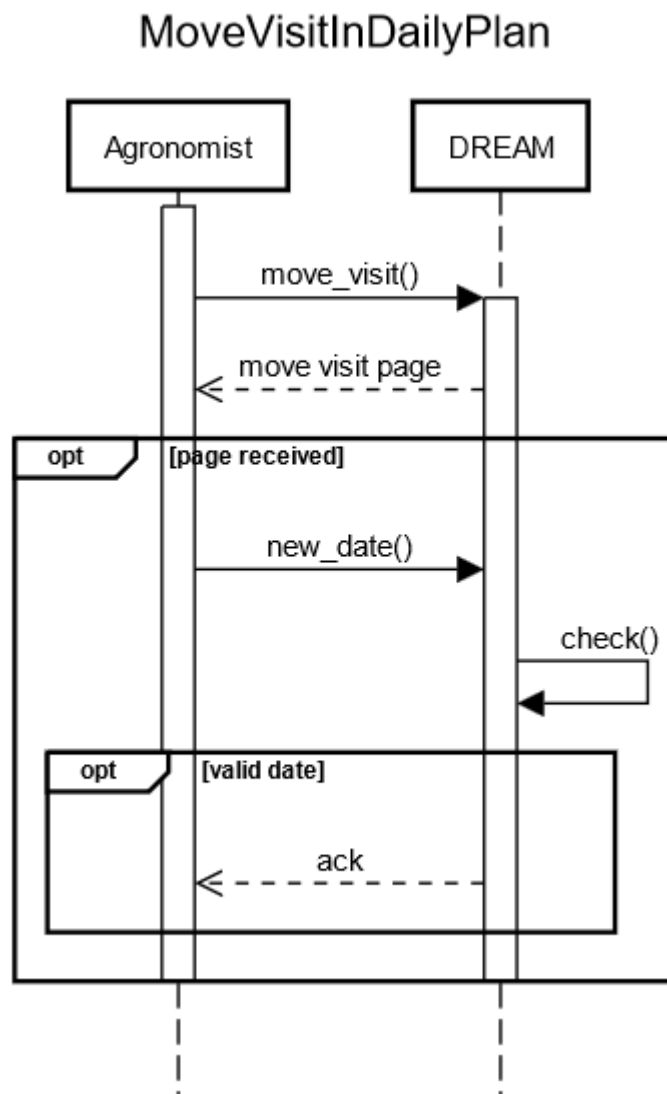 MoveVisitInDailyPlan
Agronomist
DREAM
move_visit()
move visit page
opt
[page received]
new_date()
check()
opt
[valid date]
ack